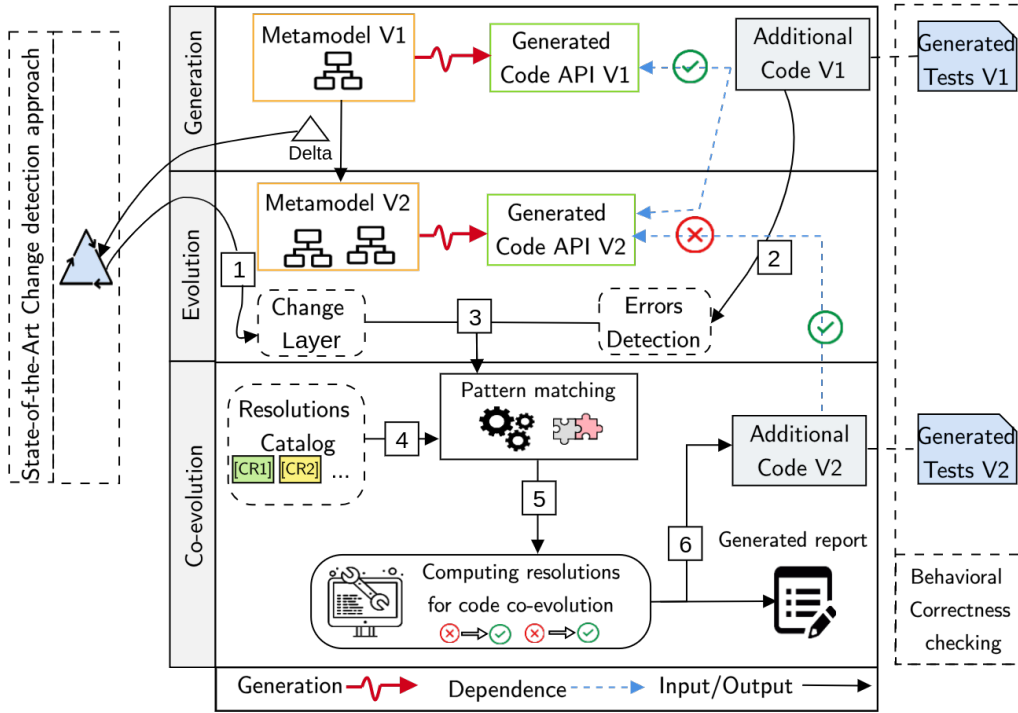 State-of-the-Art Change detection approach
Generation
Metamodel V1
Generated
Code API V1
Additional
Code V1
Generated
Tests V1
Delta
Evolution
Metamodel V2
Generated
Code API V2
1
2
Change
Layer
3
Errors
Detection
Co-evolution
Resolutions
Catalog
[CR1]
[CR2]
...
4
Pattern matching
5
Additional
Code V2
Generated
Tests V2
6
Generated report
Computing resolutions
for code co-evolution
Behavioral
Correctness
checking
Generation
Dependence
Input/Output